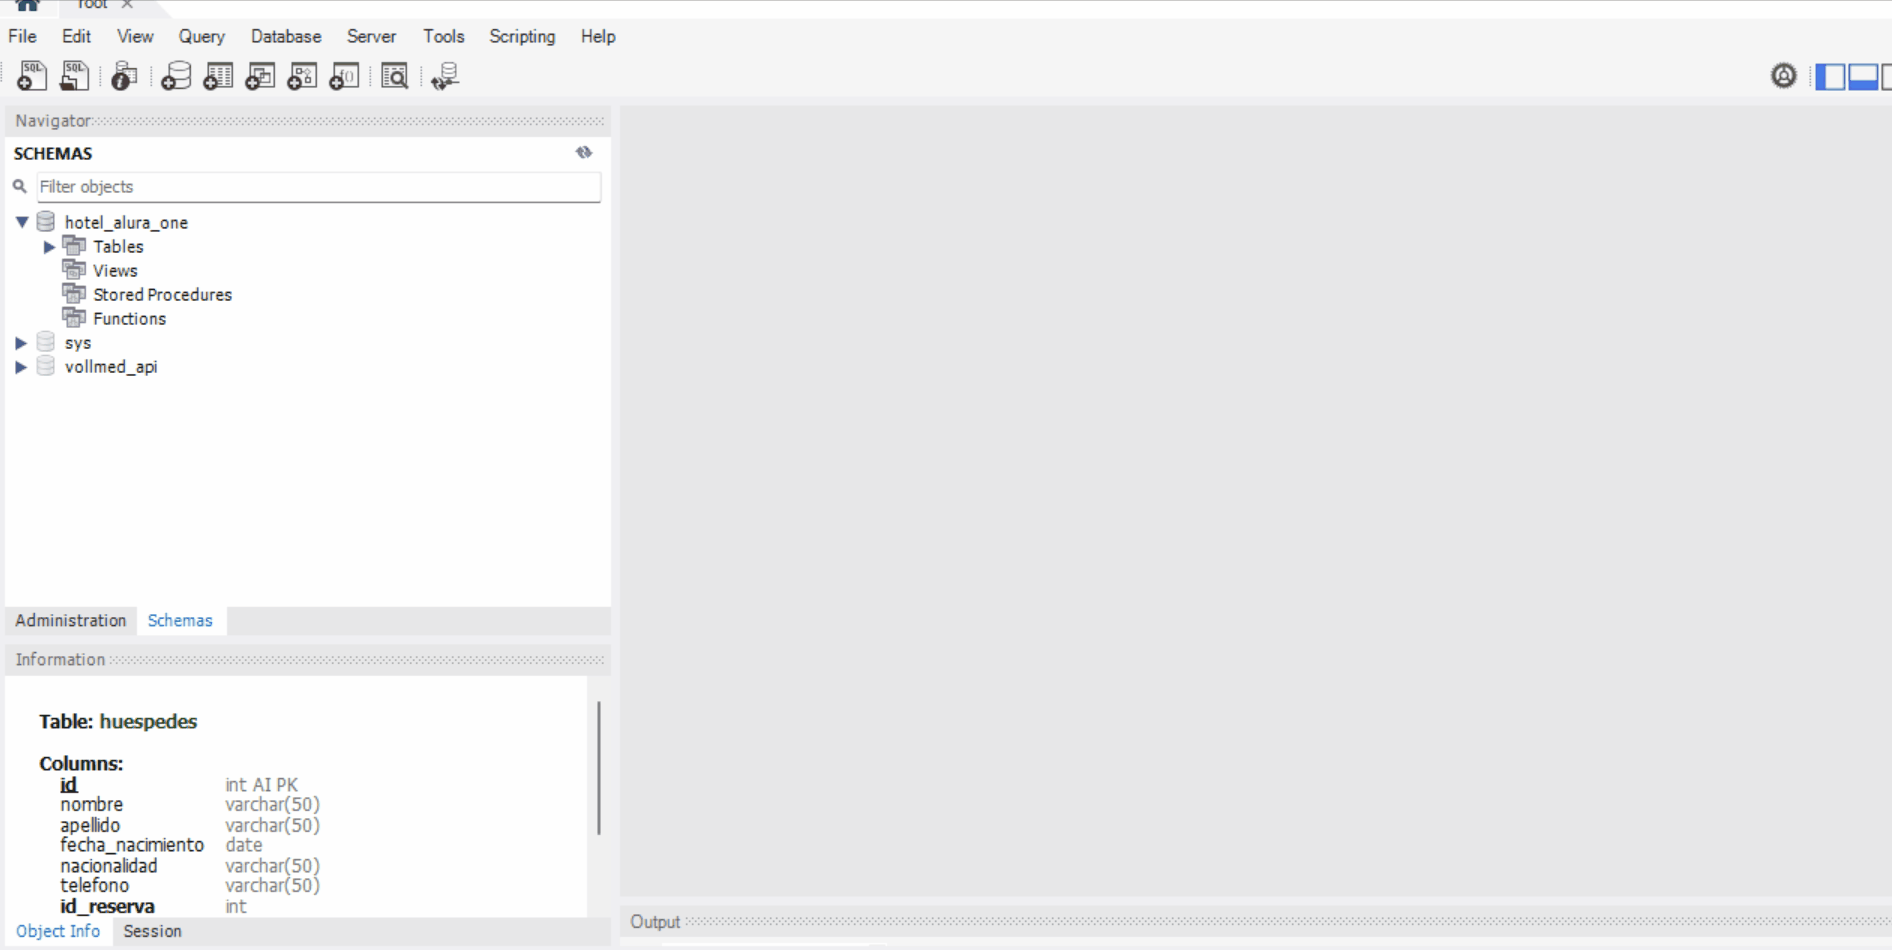 root ×
File Edit View Query Database Server Tools Scripting Help
SQL SQL f()
Navigator
SCHEMAS
Filter objects
hotel_alura_one
Tables
Views
Stored Procedures
Functions
sys
vollmed_api
Administration Schemas
Information
Table: huespedes
Columns:
id int AI PK
nombre varchar(50)
apellido varchar(50)
fecha_nacimiento date
nacionalidad varchar(50)
telefono varchar(50)
id_reserva int
Object Info Session
Output